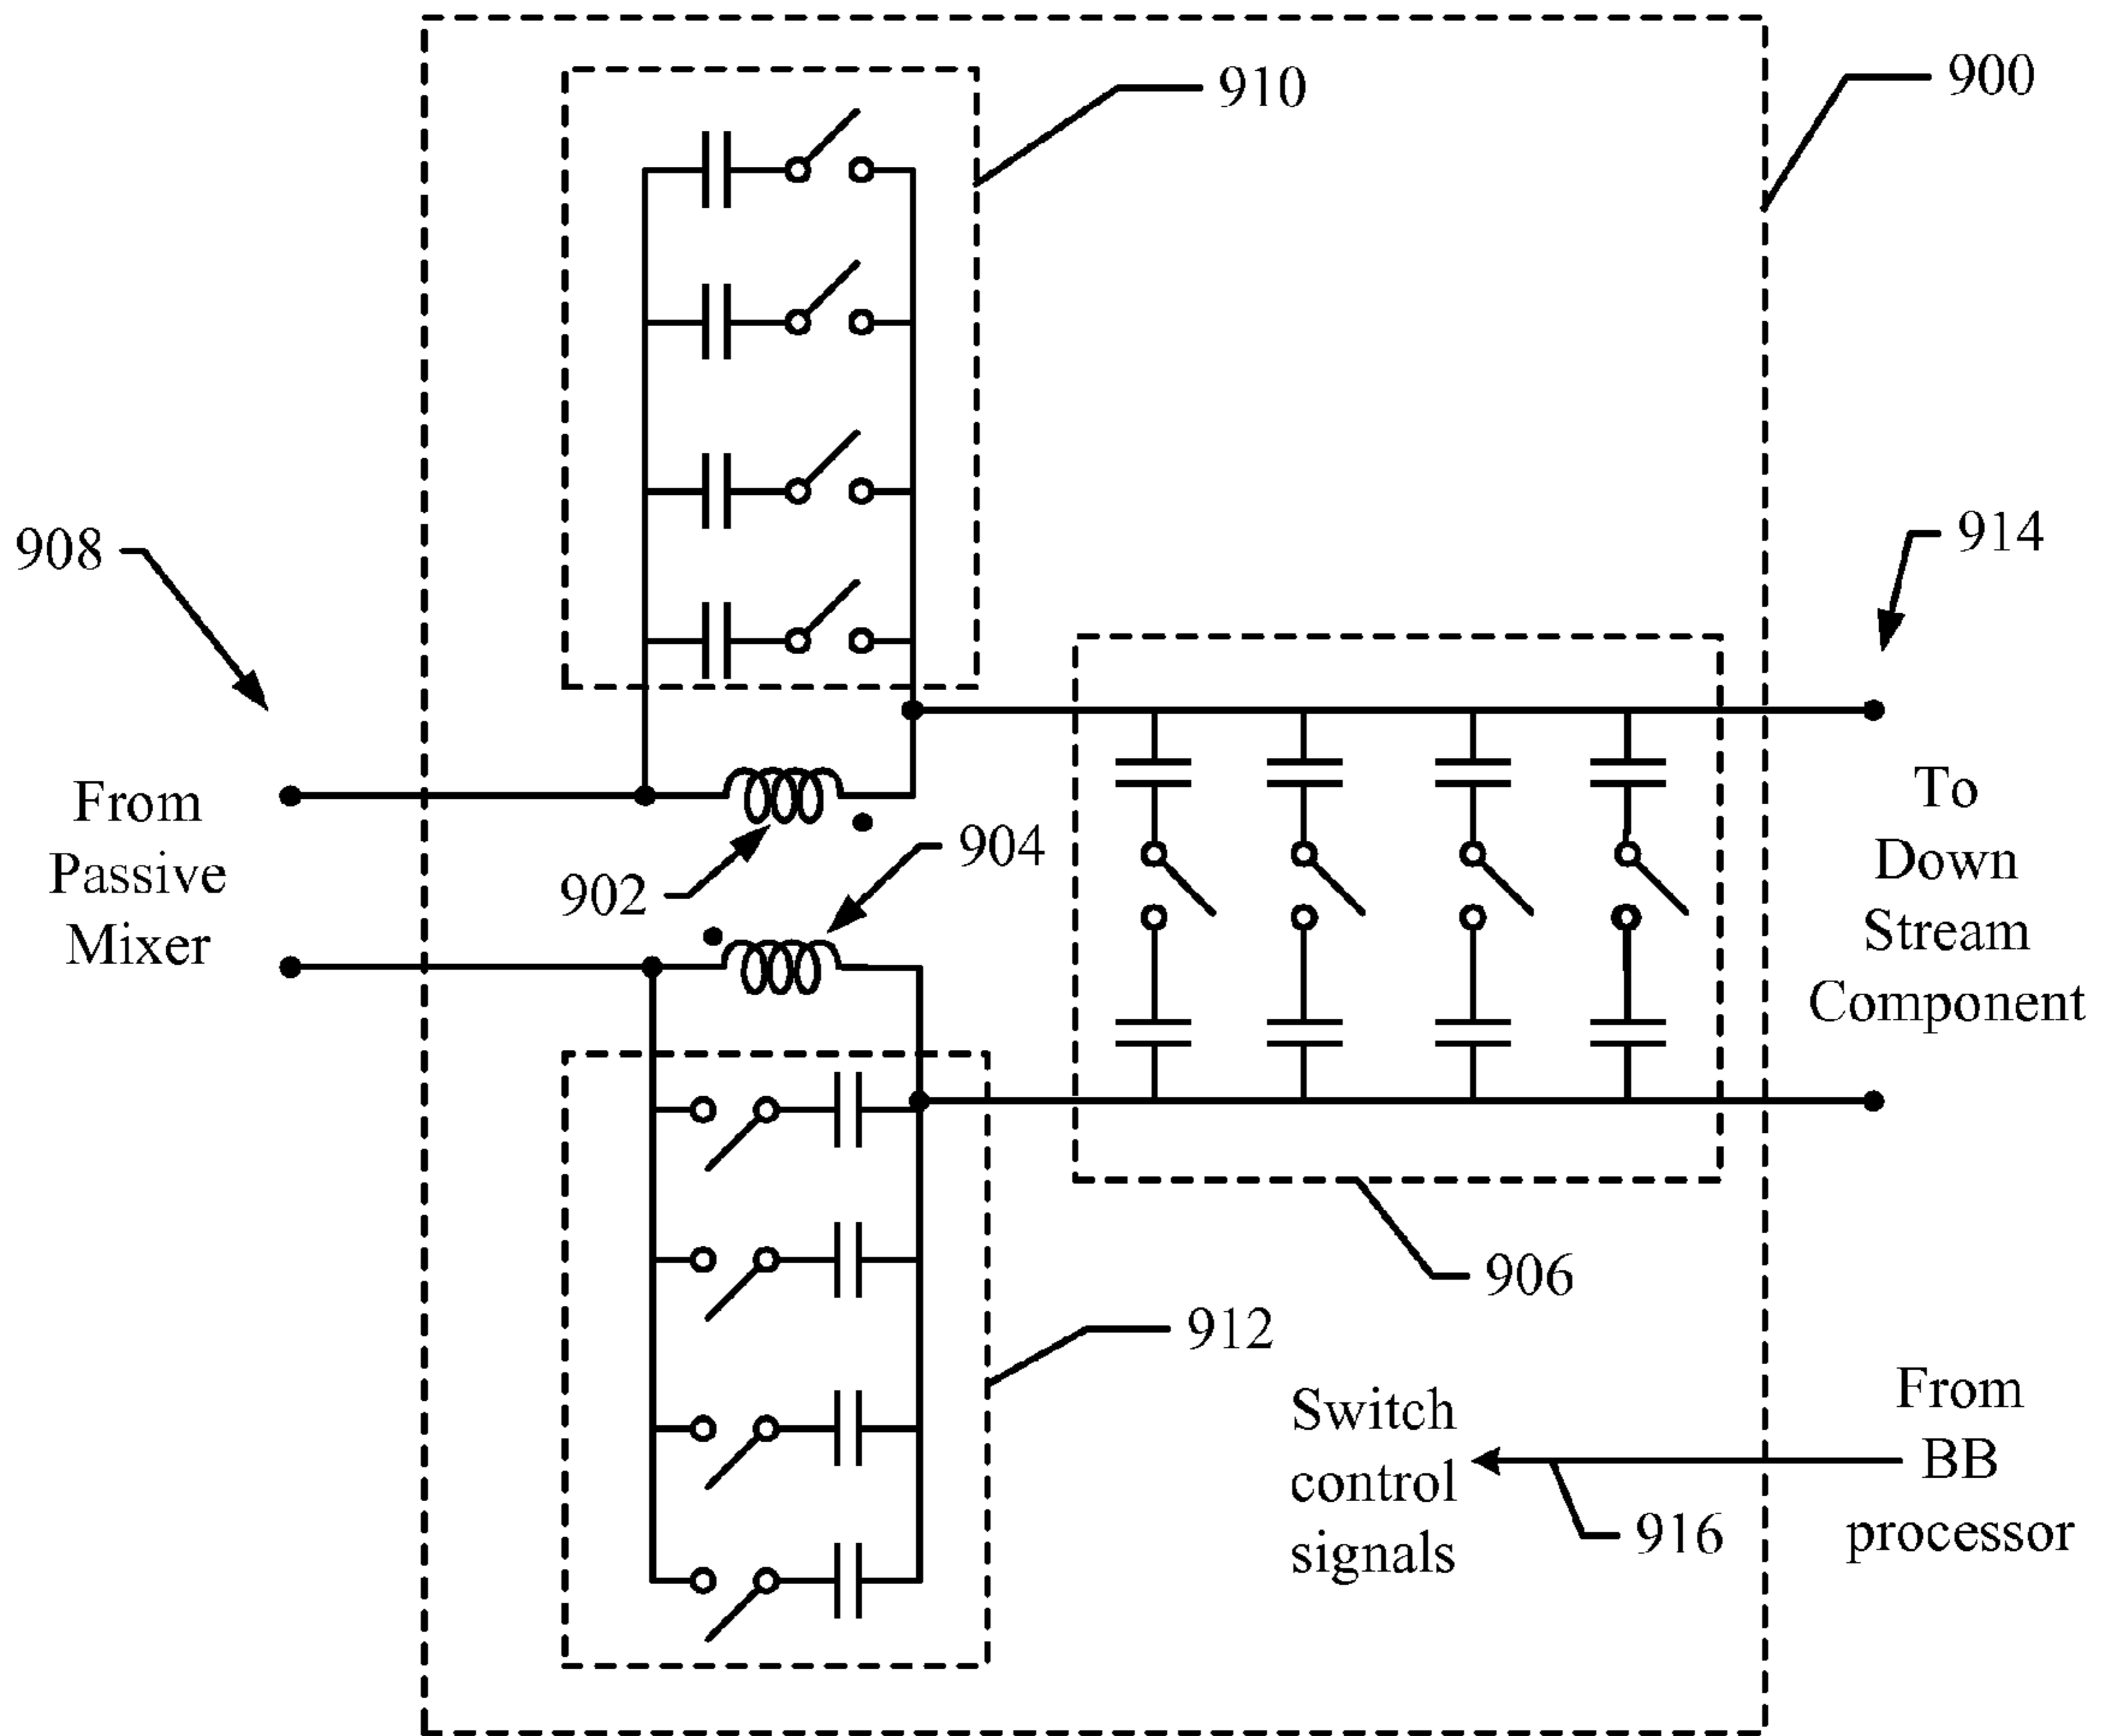 900
910
908
914
From
Passive
Mixer
To
Down
Stream
Component
902
904
906
912
Switch
control
signals
From
BB
processor
916